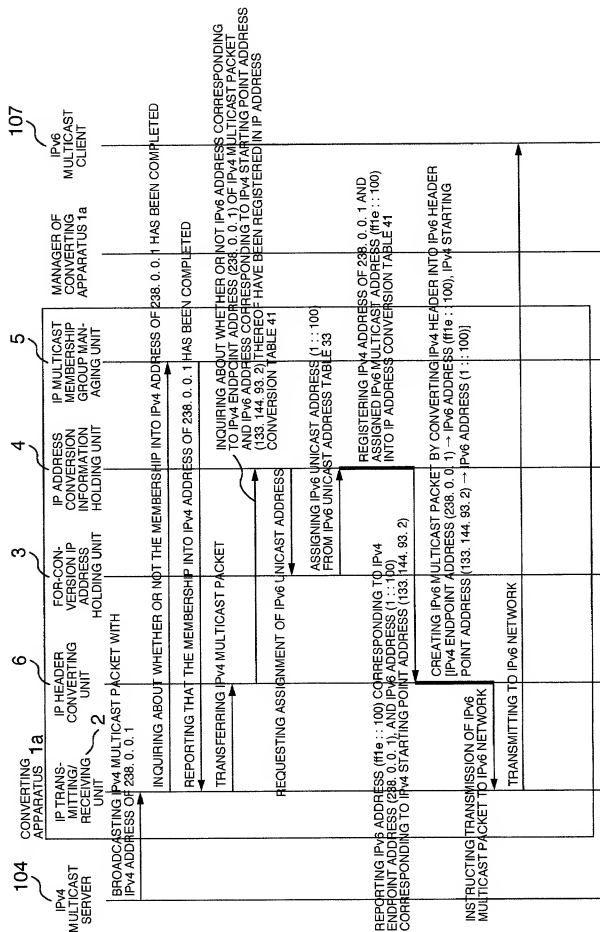 104
IPv4
MULTICAST
SERVER
CONVERTING
APPARATUS 1a
IP TRANS-
MITTING/
RECEIVING
UNIT
2
6
IP HEADER
CONVERTING
UNIT
3
FOR-CON-
VERSION IP
ADDRESS
HOLDING UNIT
4
IP ADDRESS
CONVERSION
INFORMATION
HOLDING UNIT
5
IP MULTICAST
MEMBERSHIP
GROUP MAN-
AGING UNIT
MANAGER OF
CONVERTING
APPARATUS 1a
107
IPv6
MULTICAST
CLIENT
BROADCASTING IPv4 MULTICAST PACKET WITH
IPv4 ADDRESS OF 238. 0. 0. 1
INQUIRING ABOUT WHETHER OR NOT THE MEMBERSHIP INTO IPv4 ADDRESS OF 238. 0. 0. 1 HAS BEEN COMPLETED
REPORTING THAT THE MEMBERSHIP INTO IPv4 ADDRESS OF 238. 0. 0. 1 HAS BEEN COMPLETED
TRANSFERRING IPv4 MULTICAST PACKET
INQUIRING ABOUT WHETHER OR NOT IPv6 ADDRESS CORRESPONDING
TO IPv4 ENDPOINT ADDRESS (238. 0. 0. 1) OF IPv4 MULTICAST PACKET
AND IPv6 ADDRESS CORRESPONDING TO IPv4 STARTING POINT ADDRESS
(133. 144. 93. 2) THEREOF HAVE BEEN REGISTERED IN IP ADDRESS
CONVERSION TABLE 41
REQUESTING ASSIGNMENT OF IPv6 UNICAST ADDRESS
ASSIGNING IPv6 UNICAST ADDRESS (1 : : 100)
FROM IPv6 UNICAST ADDRESS TABLE 33
REGISTERING IPv4 ADDRESS OF 238. 0. 0. 1 AND
ASSIGNED IPv6 MULTICAST ADDRESS (ff1e : : 100)
INTO IP ADDRESS CONVERSION TABLE 41
REPORTING IPv6 ADDRESS (ff1e : : 100) CORRESPONDING TO IPv4
ENDPOINT ADDRESS (238. 0. 0. 1), AND IPv6 ADDRESS (1 : : 100)
CORRESPONDING TO IPv4 STARTING POINT ADDRESS (133. 144. 93. 2)
CREATING IPv6 MULTICAST PACKET BY CONVERTING IPv4 HEADER INTO IPv6 HEADER
[IPv4 ENDPOINT ADDRESS (238. 0. 0. 1) → IPv6 ADDRESS (ff1e : : 100), IPv4 STARTING
POINT ADDRESS (133. 144. 93. 2) → IPv6 ADDRESS (1 : : 100)]
INSTRUCTING TRANSMISSION OF IPv6
MULTICAST PACKET TO IPv6 NETWORK
TRANSMITTING TO IPv6 NETWORK